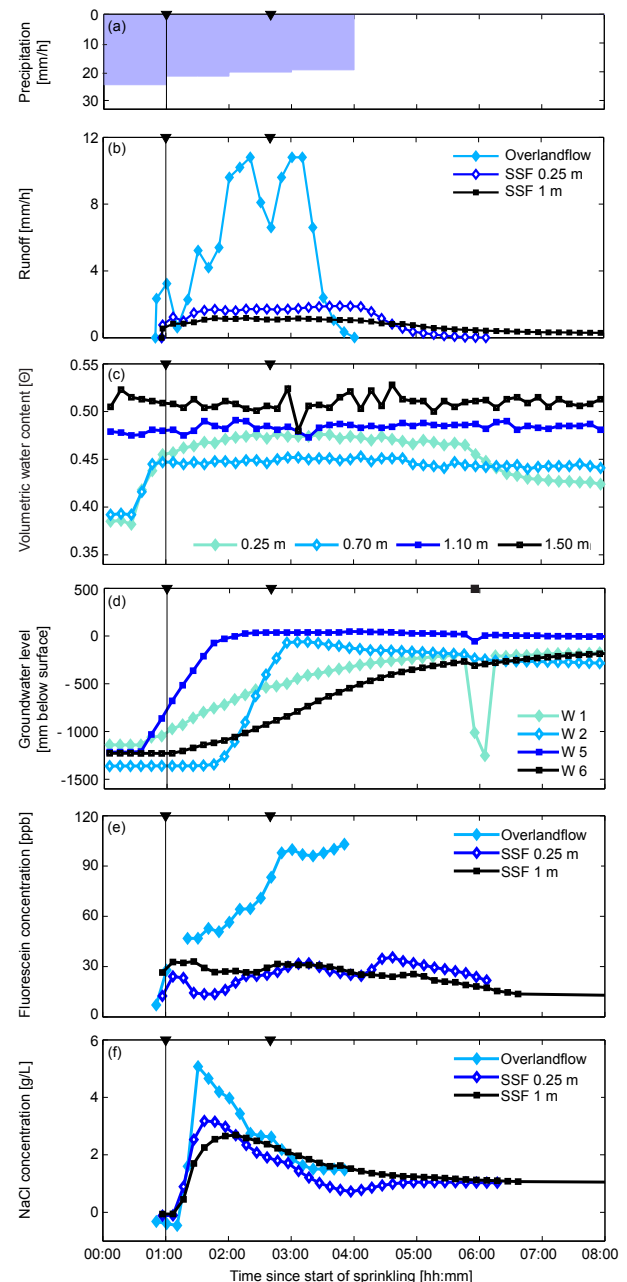 (a)
0
10
20
30
Precipitation
[mm/h]
(b)
12
8
4
0
Runoff [mm/h]
Overlandflow
SSF 0.25 m
SSF 1 m
(c)
0.55
0.50
0.45
0.40
0.35
Volumetric water content [Θ]
0.25 m
0.70 m
1.10 m
1.50 m
(d)
500
0
- 500
- 1000
-1500
Groundwater level
[mm below surface]
W 1
W 2
W 5
W 6
(e)
120
90
60
30
0
Fluorescein concentration [ppb]
Overlandflow
SSF 0.25 m
SSF 1 m
(f)
6
4
2
0
NaCl concentration [g/L]
Overlandflow
SSF 0.25 m
SSF 1 m
00:00 01:00 02:00 03:00 04:00 05:00 06:00 07:00 08:00
Time since start of sprinkling [hh:mm]